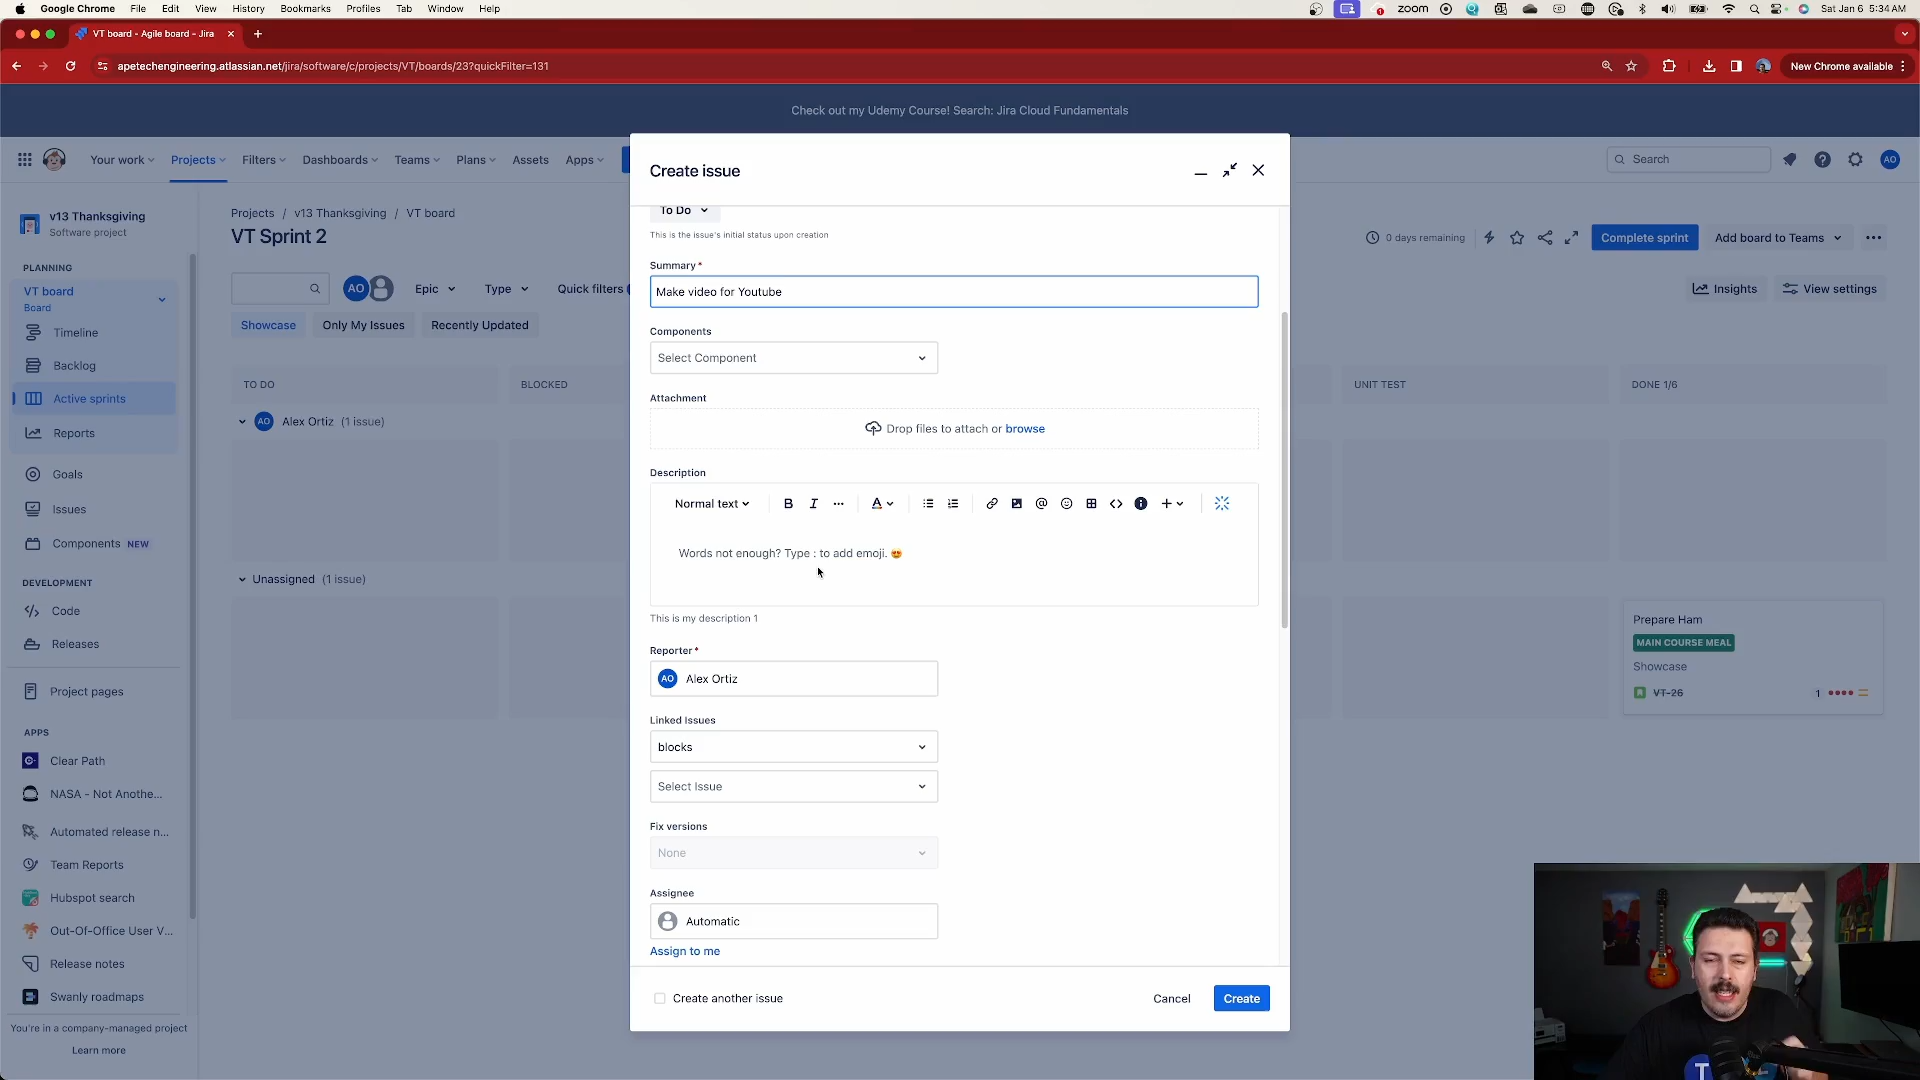 Google Chrome File Edit View History Bookmarks Profiles Tab Window Help
zoom Sat Jan 6 5:34 AM
VT board - Agile board - Jira
apetechengineering.atlassian.net/jira/software/c/projects/VT/boards/23?quickFilter=131
New Chrome available
Check out my Udemy Course! Search: Jira Cloud Fundamentals
Your work Projects Filters Dashboards Teams Plans Assets Apps
Search
AO
v13 Thanksgiving
Software project
PLANNING
VT board
Board
Timeline
Backlog
Active sprints
Reports
Goals
Issues
Components NEW
DEVELOPMENT
Code
Releases
Project pages
APPS
Clear Path
NASA - Not Anothe...
Automated release n...
Team Reports
Hubspot search
Out-Of-Office User V...
Release notes
Swanly roadmaps
You're in a company-managed project
Learn more
Projects / v13 Thanksgiving / VT board
VT Sprint 2
0 days remaining
Complete sprint
Add board to Teams
AO
Epic
Type
Quick filters
Insights
View settings
Showcase
Only My Issues
Recently Updated
TO DO
BLOCKED
UNIT TEST
DONE 1/6
AO Alex Ortiz (1 issue)
Unassigned (1 issue)
Prepare Ham
MAIN COURSE MEAL
Showcase
VT-26
1
Create issue
To Do
This is the issue's initial status upon creation
Summary*
Make video for Youtube
Components
Select Component
Attachment
Drop files to attach or browse
Description
Normal text B I A
Words not enough? Type : to add emoji. 😍
This is my description 1
Reporter*
AO Alex Ortiz
Linked Issues
blocks
Select Issue
Fix versions
None
Assignee
Automatic
Assign to me
Create another issue
Cancel
Create